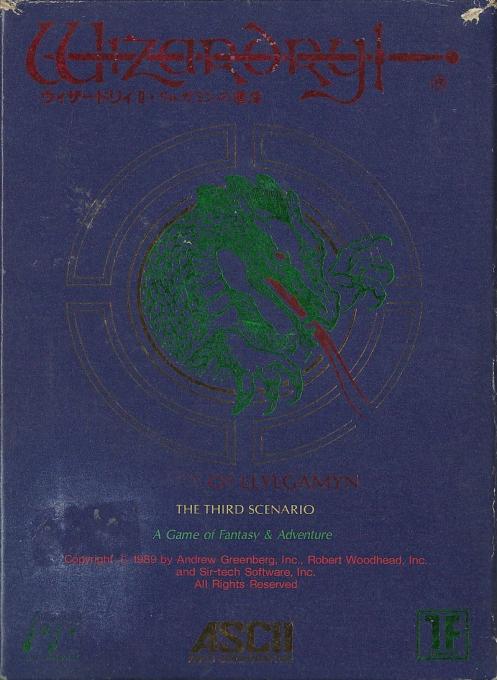 Wizardry
ウィザードリィII・リルガミンの遺産
OF LLYLGAMYN
THE THIRD SCENARIO
A Game of Fantasy & Adventure
Copyright © 1989 by Andrew Greenberg, Inc., Robert Woodhead, Inc.
and Sir-tech Software, Inc.
All Rights Reserved
ASCII